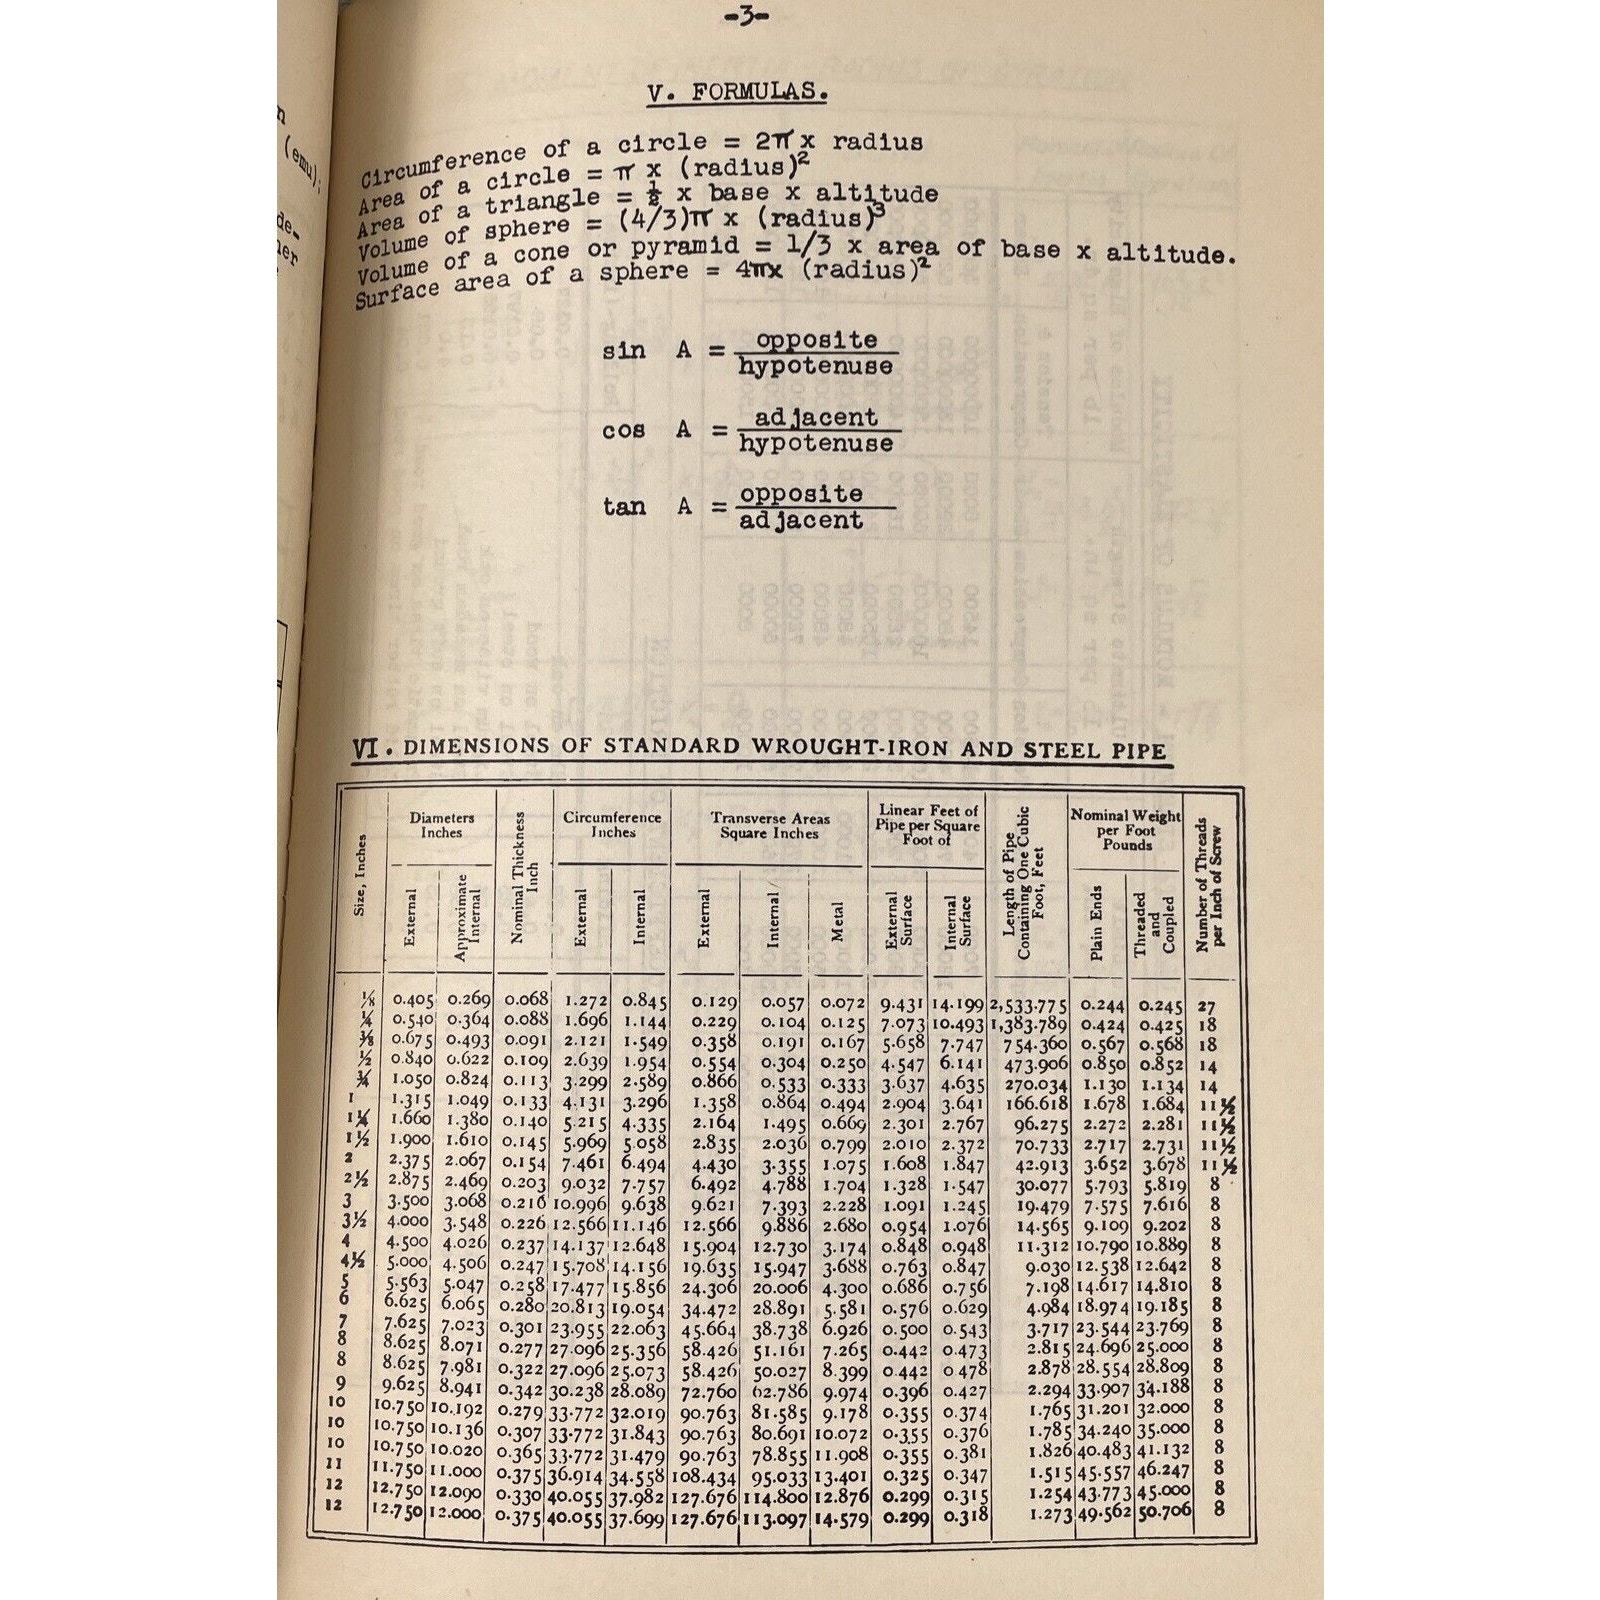 n
(emu);
de-
her
-3-
V. FORMULAS.
Circumference of a circle = 2π x radius
Area of a circle = π x (radius)²
Area of a triangle = ½ x base x altitude
Volume of sphere = (4/3)π x (radius)³
Volume of a cone or pyramid = 1/3 x area of base x altitude.
Surface area of a sphere = 4πx (radius)²
sin A = opposite
hypotenuse
cos A = adjacent
hypotenuse
tan A = opposite
adjacent
VI. DIMENSIONS OF STANDARD WROUGHT-IRON AND STEEL PIPE
Size, Inches
Diameters Inches
External
Approximate Internal
Nominal Thickness Inch
Circumference Inches
External
Internal
Transverse Areas Square Inches
External
Internal
Metal
Linear Feet of Pipe per Square Foot of
External Surface
Internal Surface
Length of Pipe Containing One Cubic Foot, Feet
Nominal Weight per Foot Pounds
Plain Ends
Threaded and Coupled
Number of Threads per Inch of Screw
⅛ 0.405 0.269 0.068 1.272 0.845 0.129 0.057 0.072 9.431 14.199 2,533.775 0.244 0.245 27
¼ 0.540 0.364 0.088 1.696 1.144 0.229 0.104 0.125 7.073 10.493 1,383.789 0.424 0.425 18
⅜ 0.675 0.493 0.091 2.121 1.549 0.358 0.191 0.167 5.658 7.747 754.360 0.567 0.568 18
½ 0.840 0.622 0.109 2.639 1.954 0.554 0.304 0.250 4.547 6.141 473.906 0.850 0.852 14
¾ 1.050 0.824 0.113 3.299 2.589 0.866 0.533 0.333 3.637 4.635 270.034 1.130 1.134 14
1 1.315 1.049 0.133 4.131 3.296 1.358 0.864 0.494 2.904 3.641 166.618 1.678 1.684 11½
1¼ 1.660 1.380 0.140 5.215 4.335 2.164 1.495 0.669 2.301 2.767 96.275 2.272 2.281 11½
1½ 1.900 1.610 0.145 5.969 5.058 2.835 2.036 0.799 2.010 2.372 70.733 2.717 2.731 11½
2 2.375 2.067 0.154 7.461 6.494 4.430 3.355 1.075 1.608 1.847 42.913 3.652 3.678 11½
2½ 2.875 2.469 0.203 9.032 7.757 6.492 4.788 1.704 1.328 1.547 30.077 5.793 5.819 8
3 3.500 3.068 0.216 10.996 9.638 9.621 7.393 2.228 1.091 1.245 19.479 7.575 7.616 8
3½ 4.000 3.548 0.226 12.566 11.146 12.566 9.886 2.680 0.954 1.076 14.565 9.109 9.202 8
4 4.500 4.026 0.237 14.137 12.648 15.904 12.730 3.174 0.848 0.948 11.312 10.790 10.889 8
4½ 5.000 4.506 0.247 15.708 14.156 19.635 15.947 3.688 0.763 0.847 9.030 12.538 12.642 8
5 5.563 5.047 0.258 17.477 15.856 24.306 20.006 4.300 0.686 0.756 7.198 14.617 14.810 8
6 6.625 6.065 0.280 20.813 19.054 34.472 28.891 5.581 0.576 0.629 4.984 18.974 19.185 8
7 7.625 7.023 0.301 23.955 22.063 45.664 38.738 6.926 0.500 0.543 3.717 23.544 23.769 8
8 8.625 8.071 0.277 27.096 25.356 58.426 51.161 7.265 0.442 0.473 2.815 24.696 25.000 8
8 8.625 7.981 0.322 27.096 25.073 58.426 50.027 8.399 0.442 0.478 2.878 28.554 28.809 8
9 9.625 8.941 0.342 30.238 28.089 72.760 62.786 9.974 0.396 0.427 2.294 33.907 34.188 8
10 10.750 10.192 0.279 33.772 32.019 90.763 81.585 9.178 0.355 0.374 1.765 31.201 32.000 8
10 10.750 10.136 0.307 33.772 31.843 90.763 80.691 10.072 0.355 0.376 1.785 34.240 35.000 8
10 10.750 10.020 0.365 33.772 31.479 90.763 78.855 11.908 0.355 0.381 1.826 40.483 41.132 8
11 11.750 11.000 0.375 36.914 34.558 108.434 95.033 13.401 0.325 0.347 1.515 45.557 46.247 8
12 12.750 12.090 0.330 40.055 37.982 127.676 114.800 12.876 0.299 0.315 1.254 43.773 45.000 8
12 12.750 12.000 0.375 40.055 37.699 127.676 113.097 14.579 0.299 0.318 1.273 49.562 50.706 8